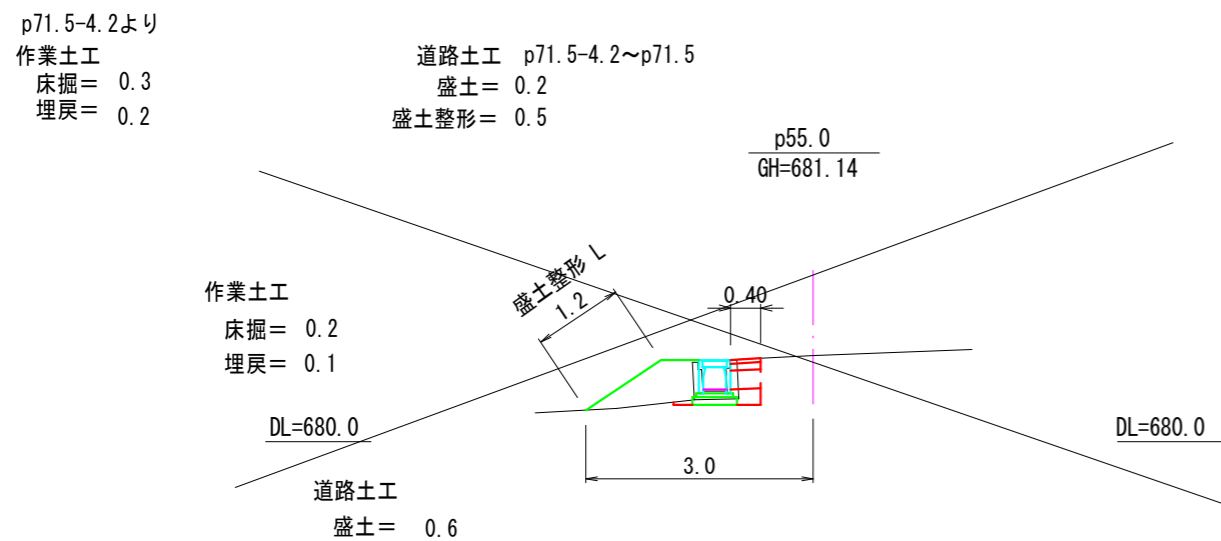 p71.5-4.2より
作業土工
床掘= 0.3
埋戻= 0.2
道路土工 p71.5-4.2～p71.5
盛土= 0.2
盛土整形= 0.5
p55.0
GH=681.14
盛土整形 L
1.2
0.40
作業土工
床掘= 0.2
埋戻= 0.1
DL=680.0
DL=680.0
3.0
道路土工
盛土= 0.6